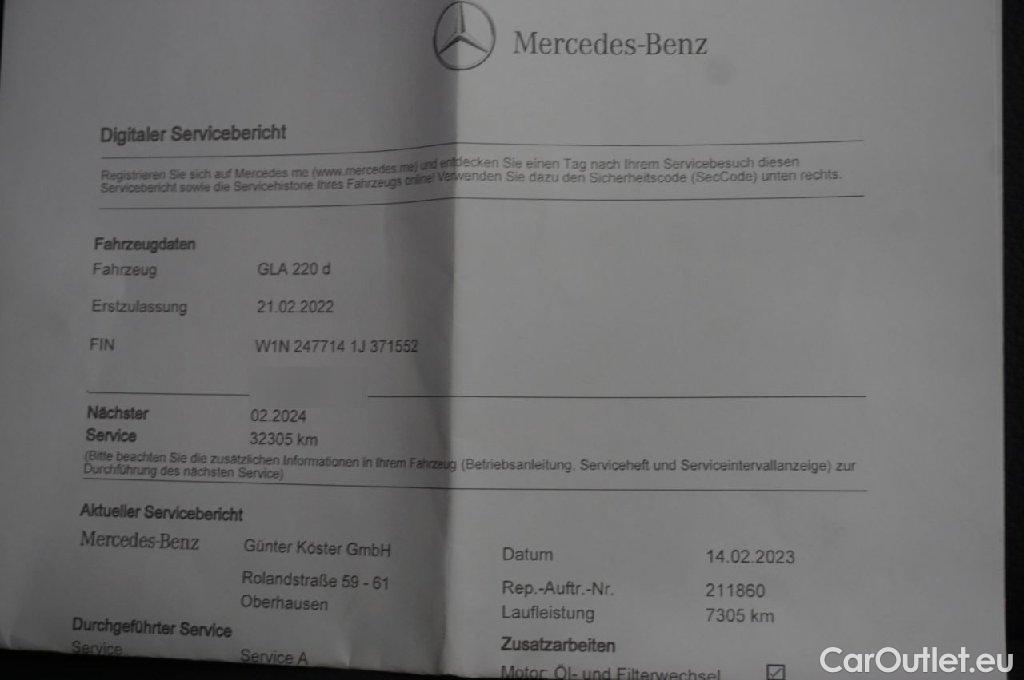 Mercedes-Benz
Digitaler Servicebericht
Registrieren Sie sich auf Mercedes me (www.mercedes.me) und entdecken Sie einen Tag nach Ihrem Servicebesuch diesen
Servicebericht sowie die Servicehistorie Ihres Fahrzeugs online! Verwenden Sie dazu den Sicherheitscode (SecCode) unten rechts.
Fahrzeugdaten
Fahrzeug GLA 220 d
Erstzulassung 21.02.2022
FIN W1N 247714 1J 371552
Nächster 02.2024
Service 32305 km
(Bitte beachten Sie die zusätzlichen Informationen in Ihrem Fahrzeug (Betriebsanleitung, Serviceheft und Serviceintervallanzeige) zur
Durchführung des nächsten Service)
Aktueller Servicebericht
Mercedes-Benz Günter Köster GmbH
Rolandstraße 59 - 61
Oberhausen
Datum 14.02.2023
Rep.-Auftr.-Nr. 211860
Laufleistung 7305 km
Durchgeführter Service
Service Service A
Zusatzarbeiten
Motor: Öl- und Filterwechsel
CarOutlet.eu